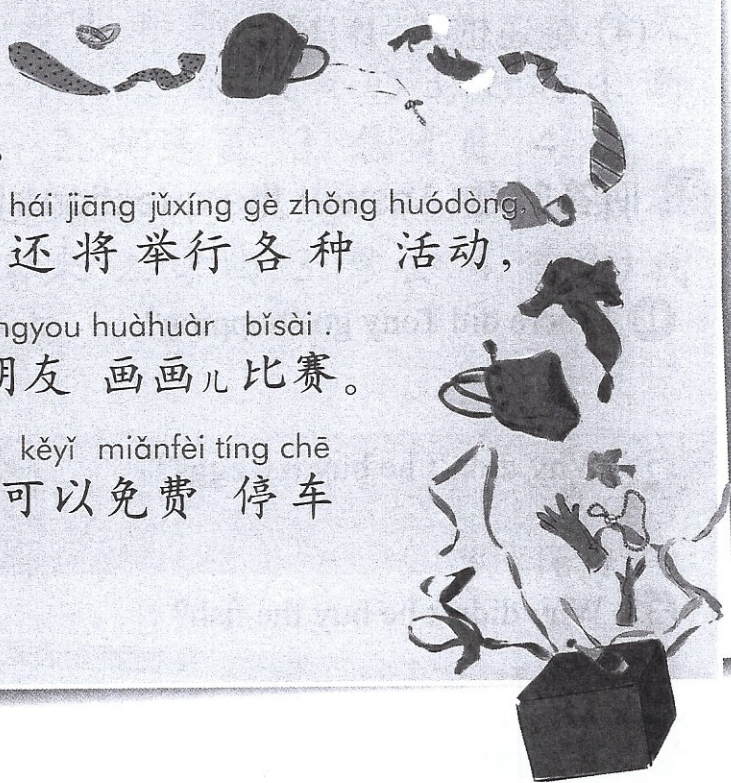 hái jiāng jǔxíng gè zhǒng huódòng,
还将举行各种 活动,
ngyou huàhuàr bǐsài .
朋友 画画儿比赛。
kěyǐ miǎnfèi tíng chē
可以免费 停车